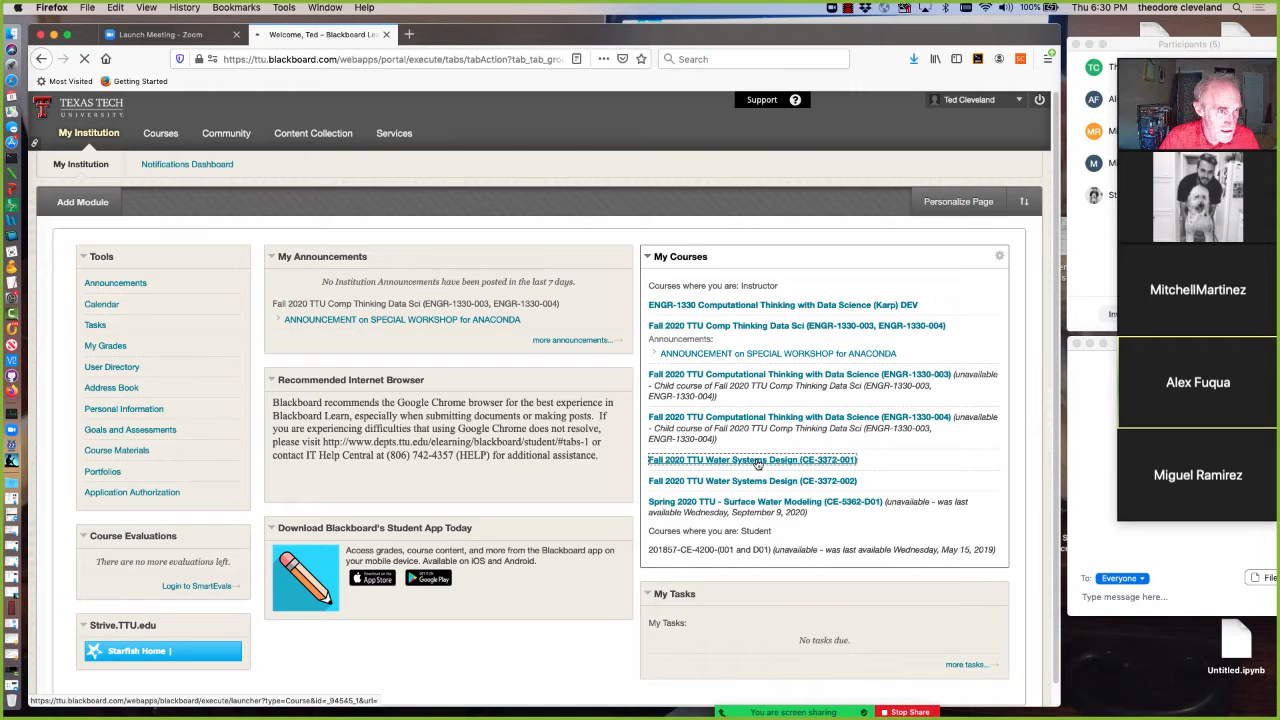 Firefox File Edit View History Bookmarks Tools Window Help
100% Thu 6:30 PM theodore cleveland
Launch Meeting - Zoom
Welcome, Ted – Blackboard Le
https://ttu.blackboard.com/webapps/portal/execute/tabs/tabAction?tab_tab_gro
Search
Most Visited Getting Started
TEXAS TECH
UNIVERSITY
Support
Ted Cleveland
My Institution Courses Community Content Collection Services
My Institution Notifications Dashboard
Add Module
Personalize Page
Tools
Announcements
Calendar
Tasks
My Grades
User Directory
Address Book
Personal Information
Goals and Assessments
Course Materials
Portfolios
Application Authorization
Course Evaluations
There are no more evaluations left.
Login to SmartEvals
Strive.TTU.edu
Starfish Home |
My Announcements
No Institution Announcements have been posted in the last 7 days.
Fall 2020 TTU Comp Thinking Data Sci (ENGR-1330-003, ENGR-1330-004)
ANNOUNCEMENT on SPECIAL WORKSHOP for ANACONDA
more announcements...
Recommended Internet Browser
Blackboard recommends the Google Chrome browser for the best experience in
Blackboard Learn, especially when submitting documents or making posts. If
you are experiencing difficulties that using Google Chrome does not resolve,
please visit http://www.depts.ttu.edu/elearning/blackboard/student/#tabs-1 or
contact IT Help Central at (806) 742-4357 (HELP) for additional assistance.
Download Blackboard's Student App Today
Access grades, course content, and more from the Blackboard app on
your mobile device. Available on iOS and Android.
App Store
Google Play
My Courses
Courses where you are: Instructor
ENGR-1330 Computational Thinking with Data Science (Karp) DEV
Fall 2020 TTU Comp Thinking Data Sci (ENGR-1330-003, ENGR-1330-004)
Announcements:
ANNOUNCEMENT on SPECIAL WORKSHOP for ANACONDA
Fall 2020 TTU Computational Thinking with Data Science (ENGR-1330-003) (unavailable
- Child course of Fall 2020 TTU Comp Thinking Data Sci (ENGR-1330-003,
ENGR-1330-004))
Fall 2020 TTU Computational Thinking with Data Science (ENGR-1330-004) (unavailable
- Child course of Fall 2020 TTU Comp Thinking Data Sci (ENGR-1330-003,
ENGR-1330-004))
Fall 2020 TTU Water Systems Design (CE-3372-001)
Fall 2020 TTU Water Systems Design (CE-3372-002)
Spring 2020 TTU - Surface Water Modeling (CE-5362-D01) (unavailable - was last
available Wednesday, September 9, 2020)
Courses where you are: Student
201857-CE-4200-(001 and D01) (unavailable - was last available Wednesday, May 15, 2019)
My Tasks
My Tasks:
No tasks due.
more tasks...
https://ttu.blackboard.com/webapps/blackboard/execute/launcher?type=Course&id=_94545_1&url=
You are screen sharing
Stop Share
Participants (5)
TC
AF
MR
M
MitchellMartinez
Alex Fuqua
Miguel Ramirez
To: Everyone
File
Type message here...
Untitled.ipynb